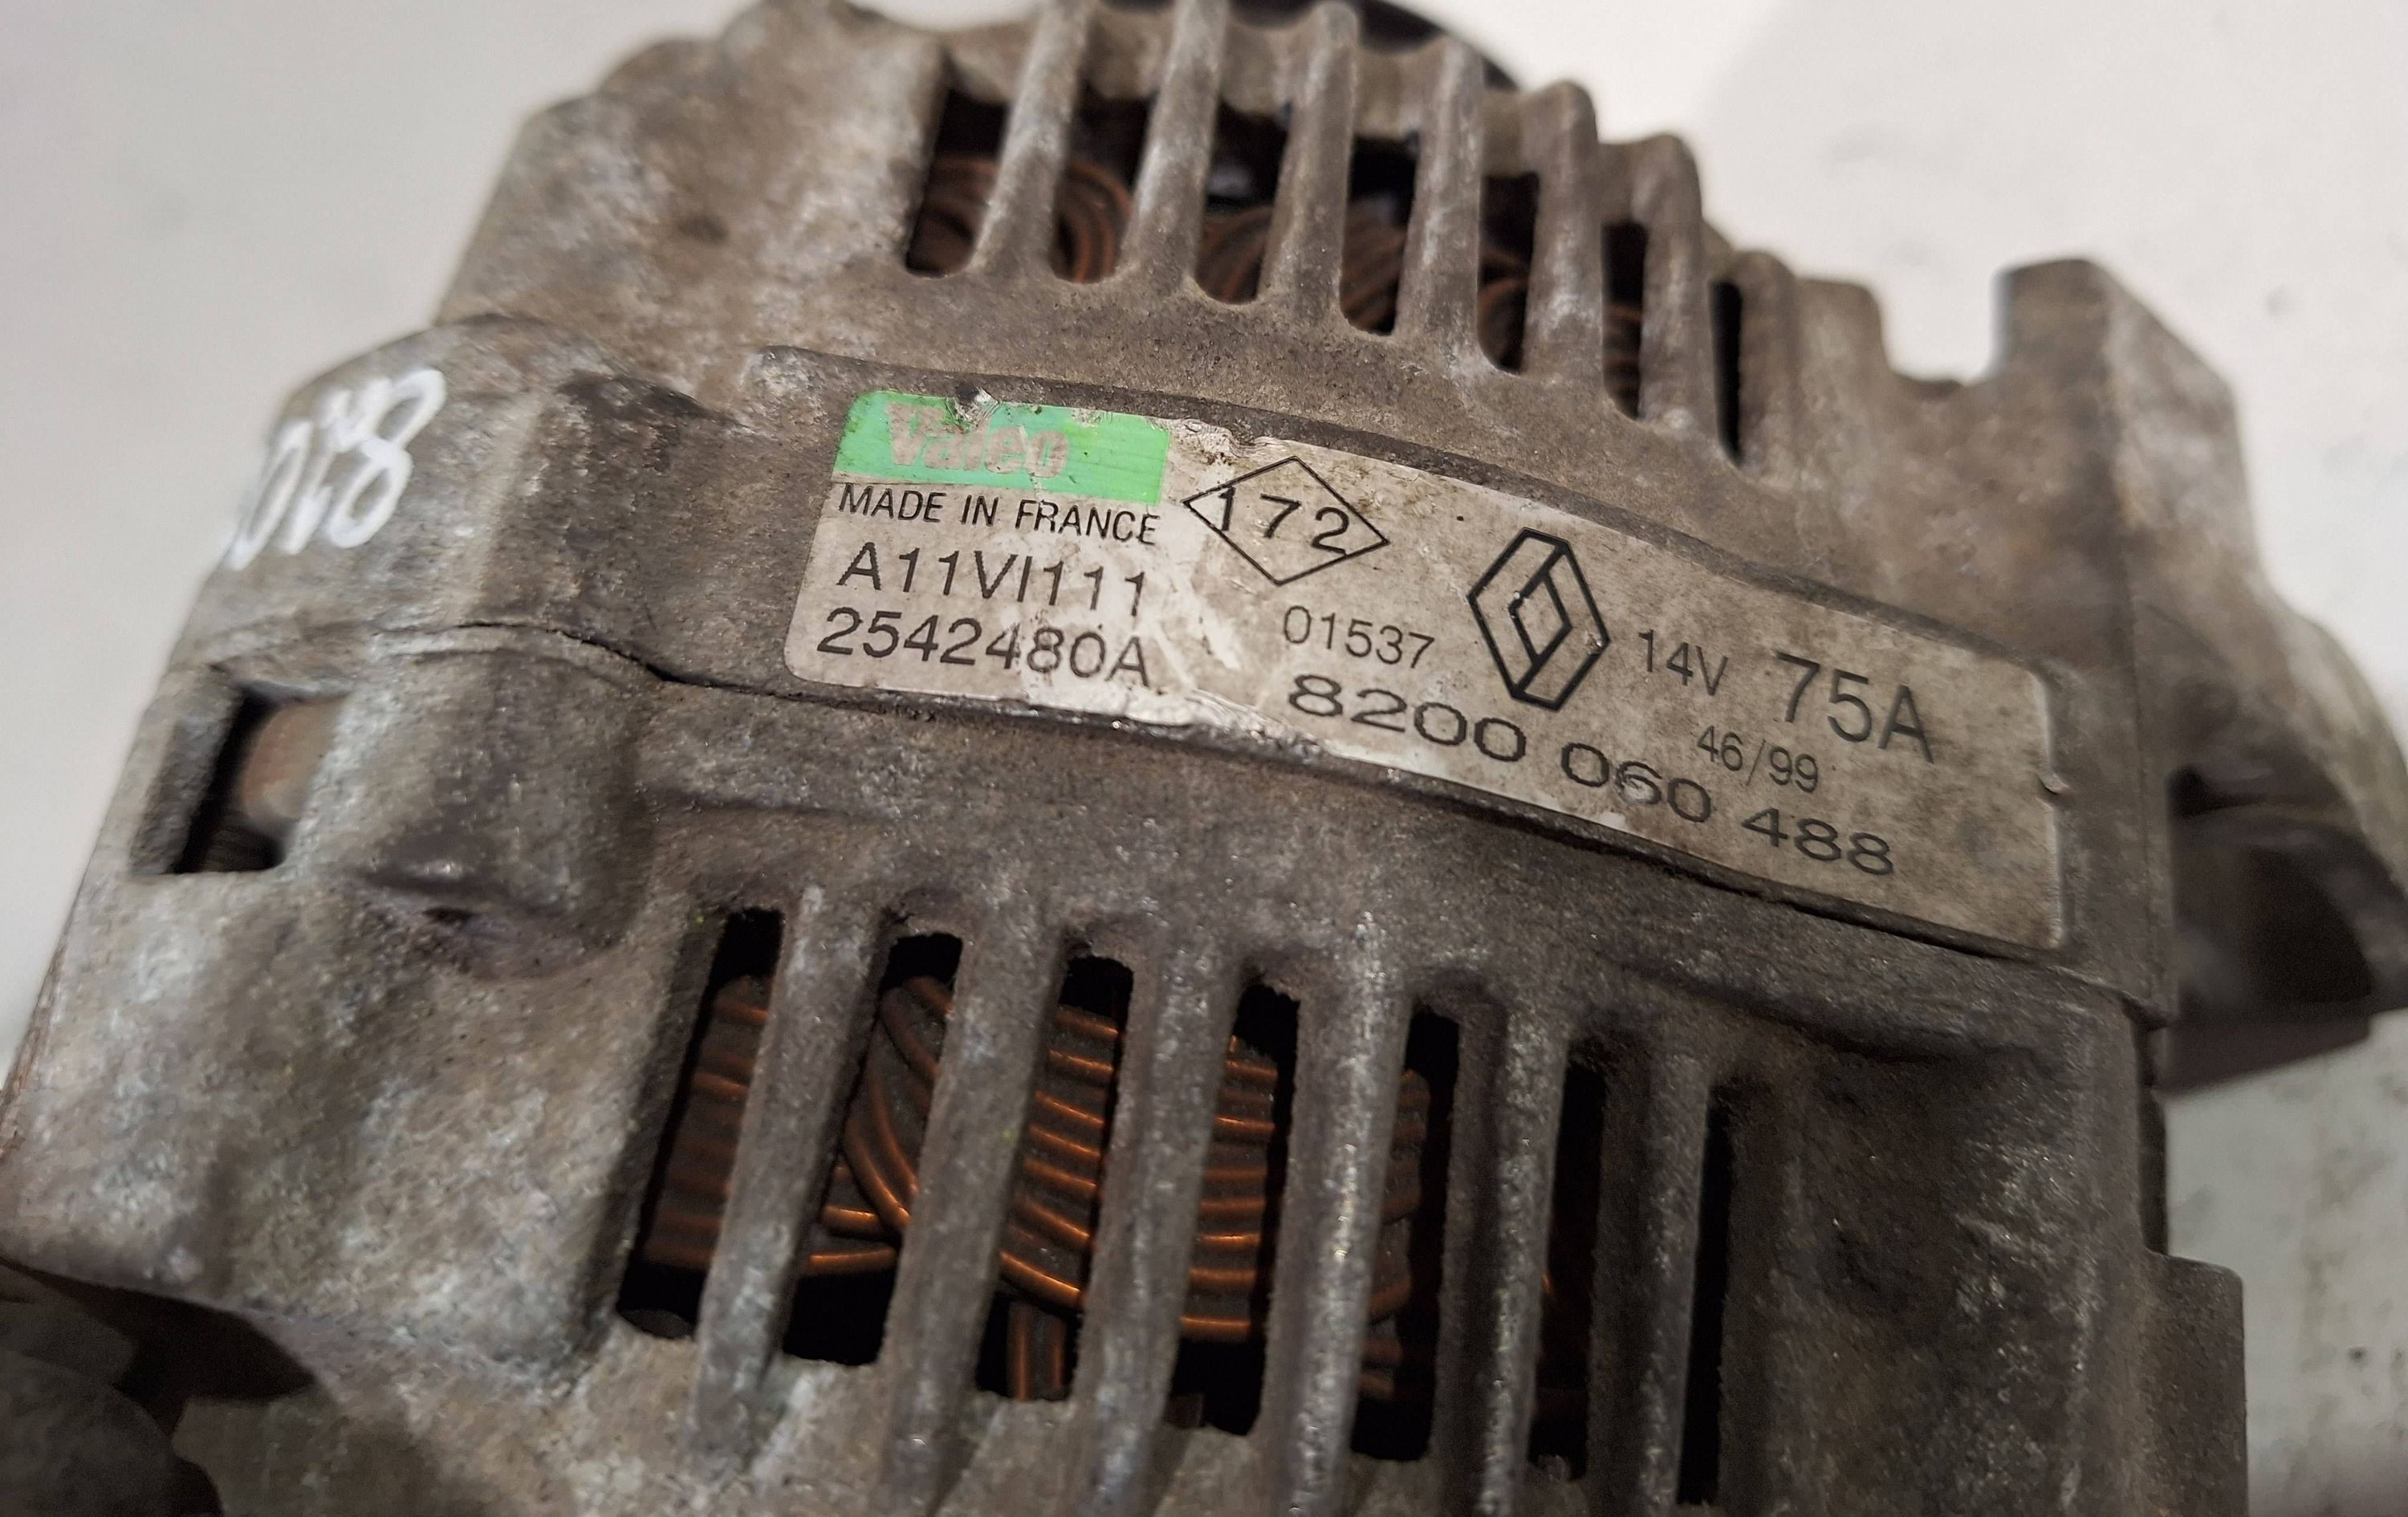 Valeo
MADE IN FRANCE
A11VI111
2542480A
172
01537
14V 75A
46/99
8200 060 488